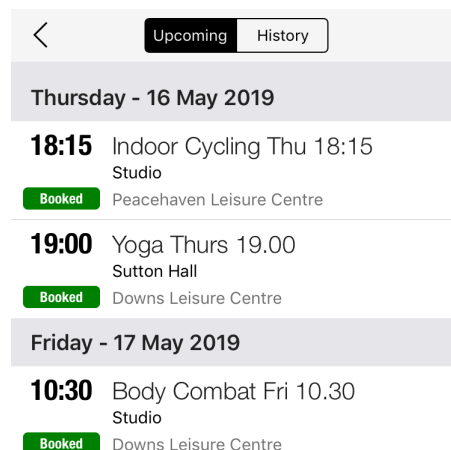 Upcoming History
Thursday - 16 May 2019
18:15 Indoor Cycling Thu 18:15
Studio
Booked Peacehaven Leisure Centre
19:00 Yoga Thurs 19.00
Sutton Hall
Booked Downs Leisure Centre
Friday - 17 May 2019
10:30 Body Combat Fri 10.30
Studio
Booked Downs Leisure Centre